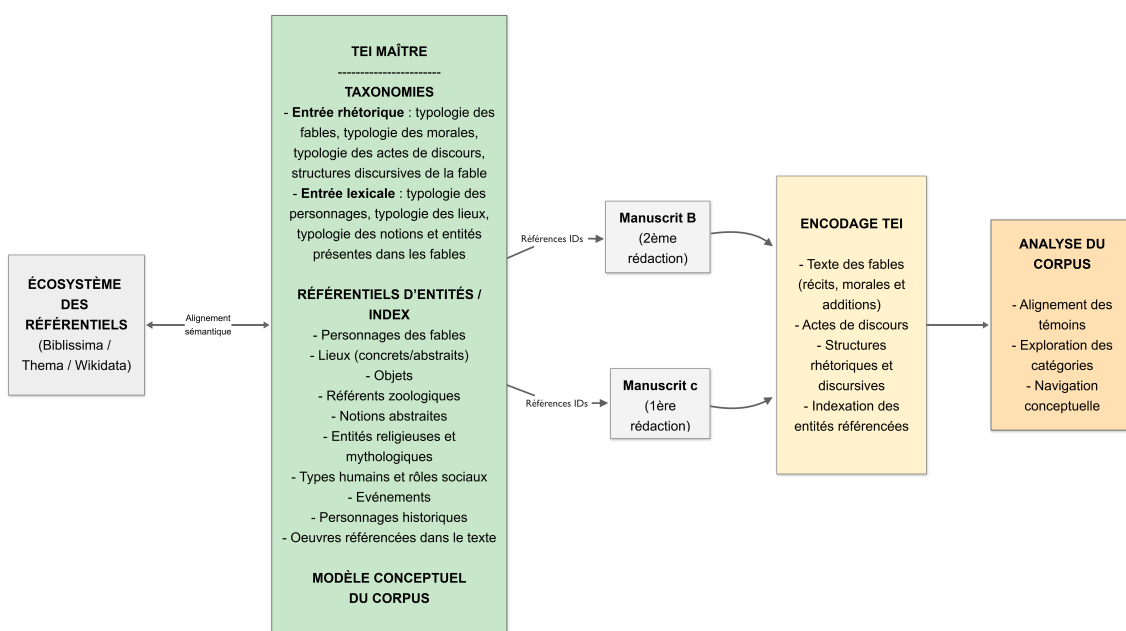 ÉCOSYSTÈME
DES
RÉFÉRENTIELS
(Biblissima /
Thema / Wikidata)
Alignement
sémantique
TEI MAÎTRE
-----------------------
TAXONOMIES
- Entrée rhétorique : typologie des
fables, typologie des morales,
typologie des actes de discours,
structures discursives de la fable
- Entrée lexicale : typologie des
personnages, typologie des lieux,
typologie des notions et entités
présentes dans les fables
RÉFÉRENTIELS D’ENTITÉS /
INDEX
- Personnages des fables
- Lieux (concrets/abstraits)
- Objets
- Référents zoologiques
- Notions abstraites
- Entités religieuses et
mythologiques
- Types humains et rôles sociaux
- Evénements
- Personnages historiques
- Oeuvres référencées dans le texte
MODÈLE CONCEPTUEL
DU CORPUS
Références IDs
Manuscrit B
(2ème
rédaction)
Références IDs
Manuscrit c
(1ère
rédaction)
ENCODAGE TEI
- Texte des fables
(récits, morales et
additions)
- Actes de discours
- Structures
rhétoriques et
discursives
- Indexation des
entités référencées
ANALYSE DU
CORPUS
- Alignement des
témoins
- Exploration des
catégories
- Navigation
conceptuelle